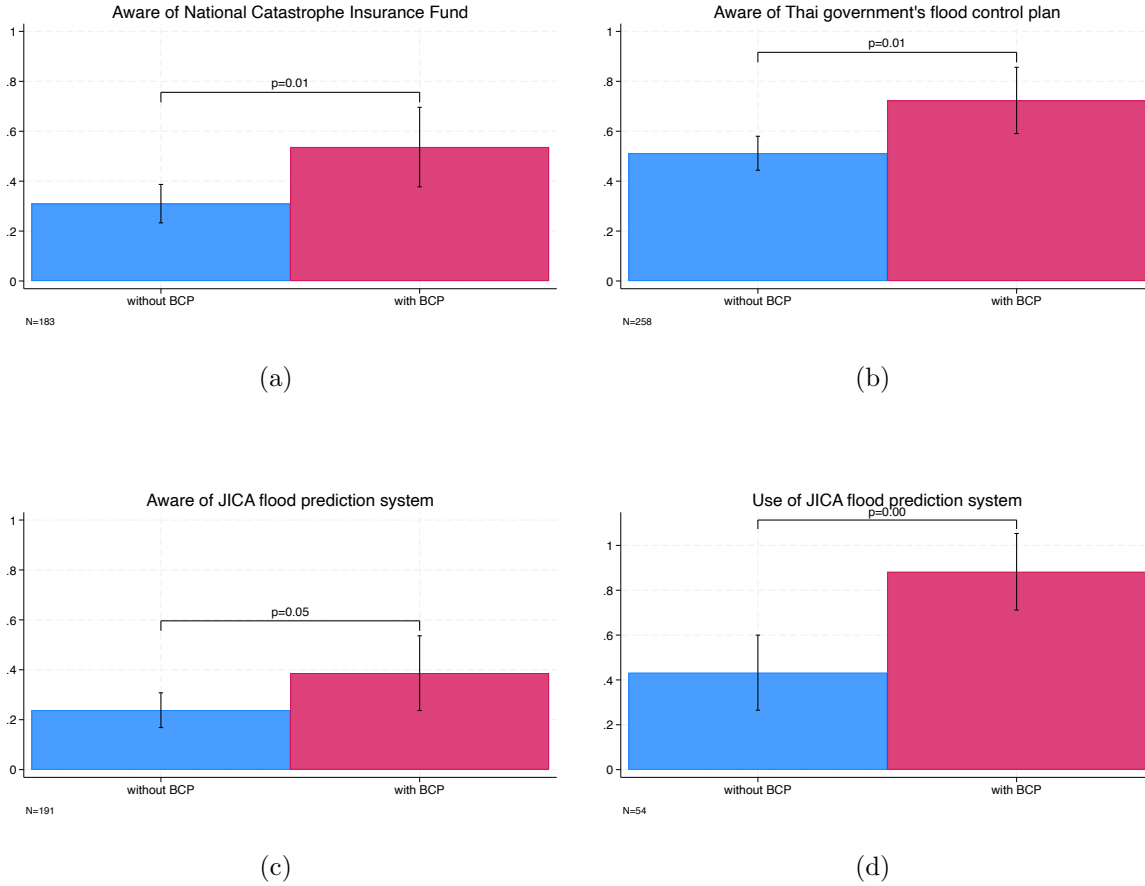 Aware of National Catastrophe Insurance Fund
1
.8
.6
.4
.2
0
p=0.01
without BCP
with BCP
N=183
(a)
Aware of Thai government's flood control plan
1
.8
.6
.4
.2
0
p=0.01
without BCP
with BCP
N=258
(b)
Aware of JICA flood prediction system
1
.8
.6
.4
.2
0
p=0.05
without BCP
with BCP
N=191
(c)
Use of JICA flood prediction system
p=0.00
1
.8
.6
.4
.2
0
without BCP
with BCP
N=54
(d)